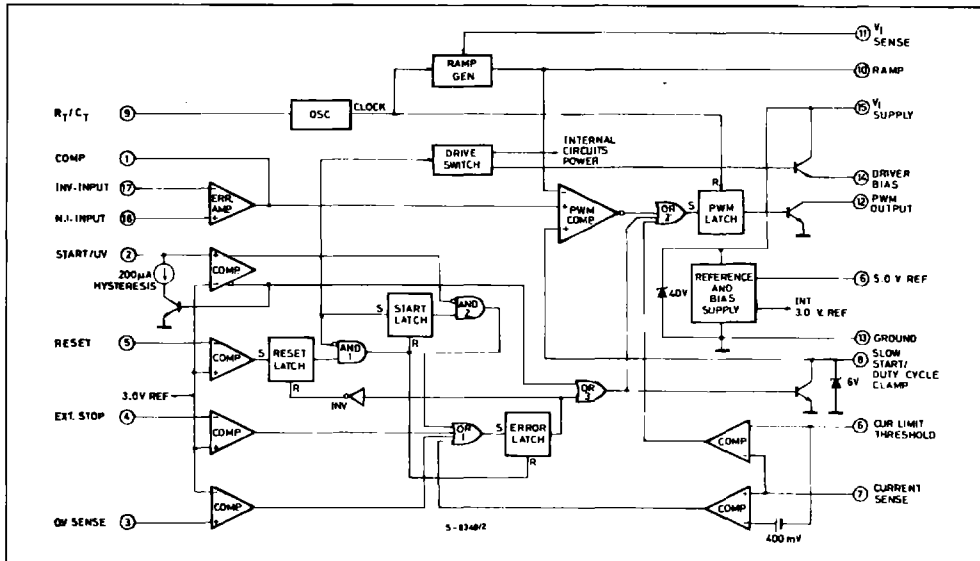 11 VI SENSE
RAMP GEN
10 RAMP
RT/CT 9
OSC
CLOCK
15 VI SUPPLY
INTERNAL CIRCUITS POWER
COMP 1
DRIVE SWITCH
14 DRIVER BIAS
INV-INPUT 17
ERR. AMP
N.I. INPUT 16
PWM COMP
OR 2
S
R
PWM LATCH
12 PWM OUTPUT
START/UV 2
COMP
200µA HYSTERESIS
40V
REFERENCE AND BIAS SUPPLY
6 5.0 V REF
INT 3.0 V. REF
S
START LATCH
R
AND 2
13 GROUND
RESET 5
COMP
S
RESET LATCH
R
AND 1
8 SLOW START/ DUTY CYCLE CLAMP
6V
3.0V REF
INV
OR 3
EXT. STOP 4
COMP
OR 1
S
ERROR LATCH
R
COMP
6 CUR LIMIT THRESHOLD
OV SENSE 3
COMP
COMP
7 CURRENT SENSE
400 mV
S-8348/2